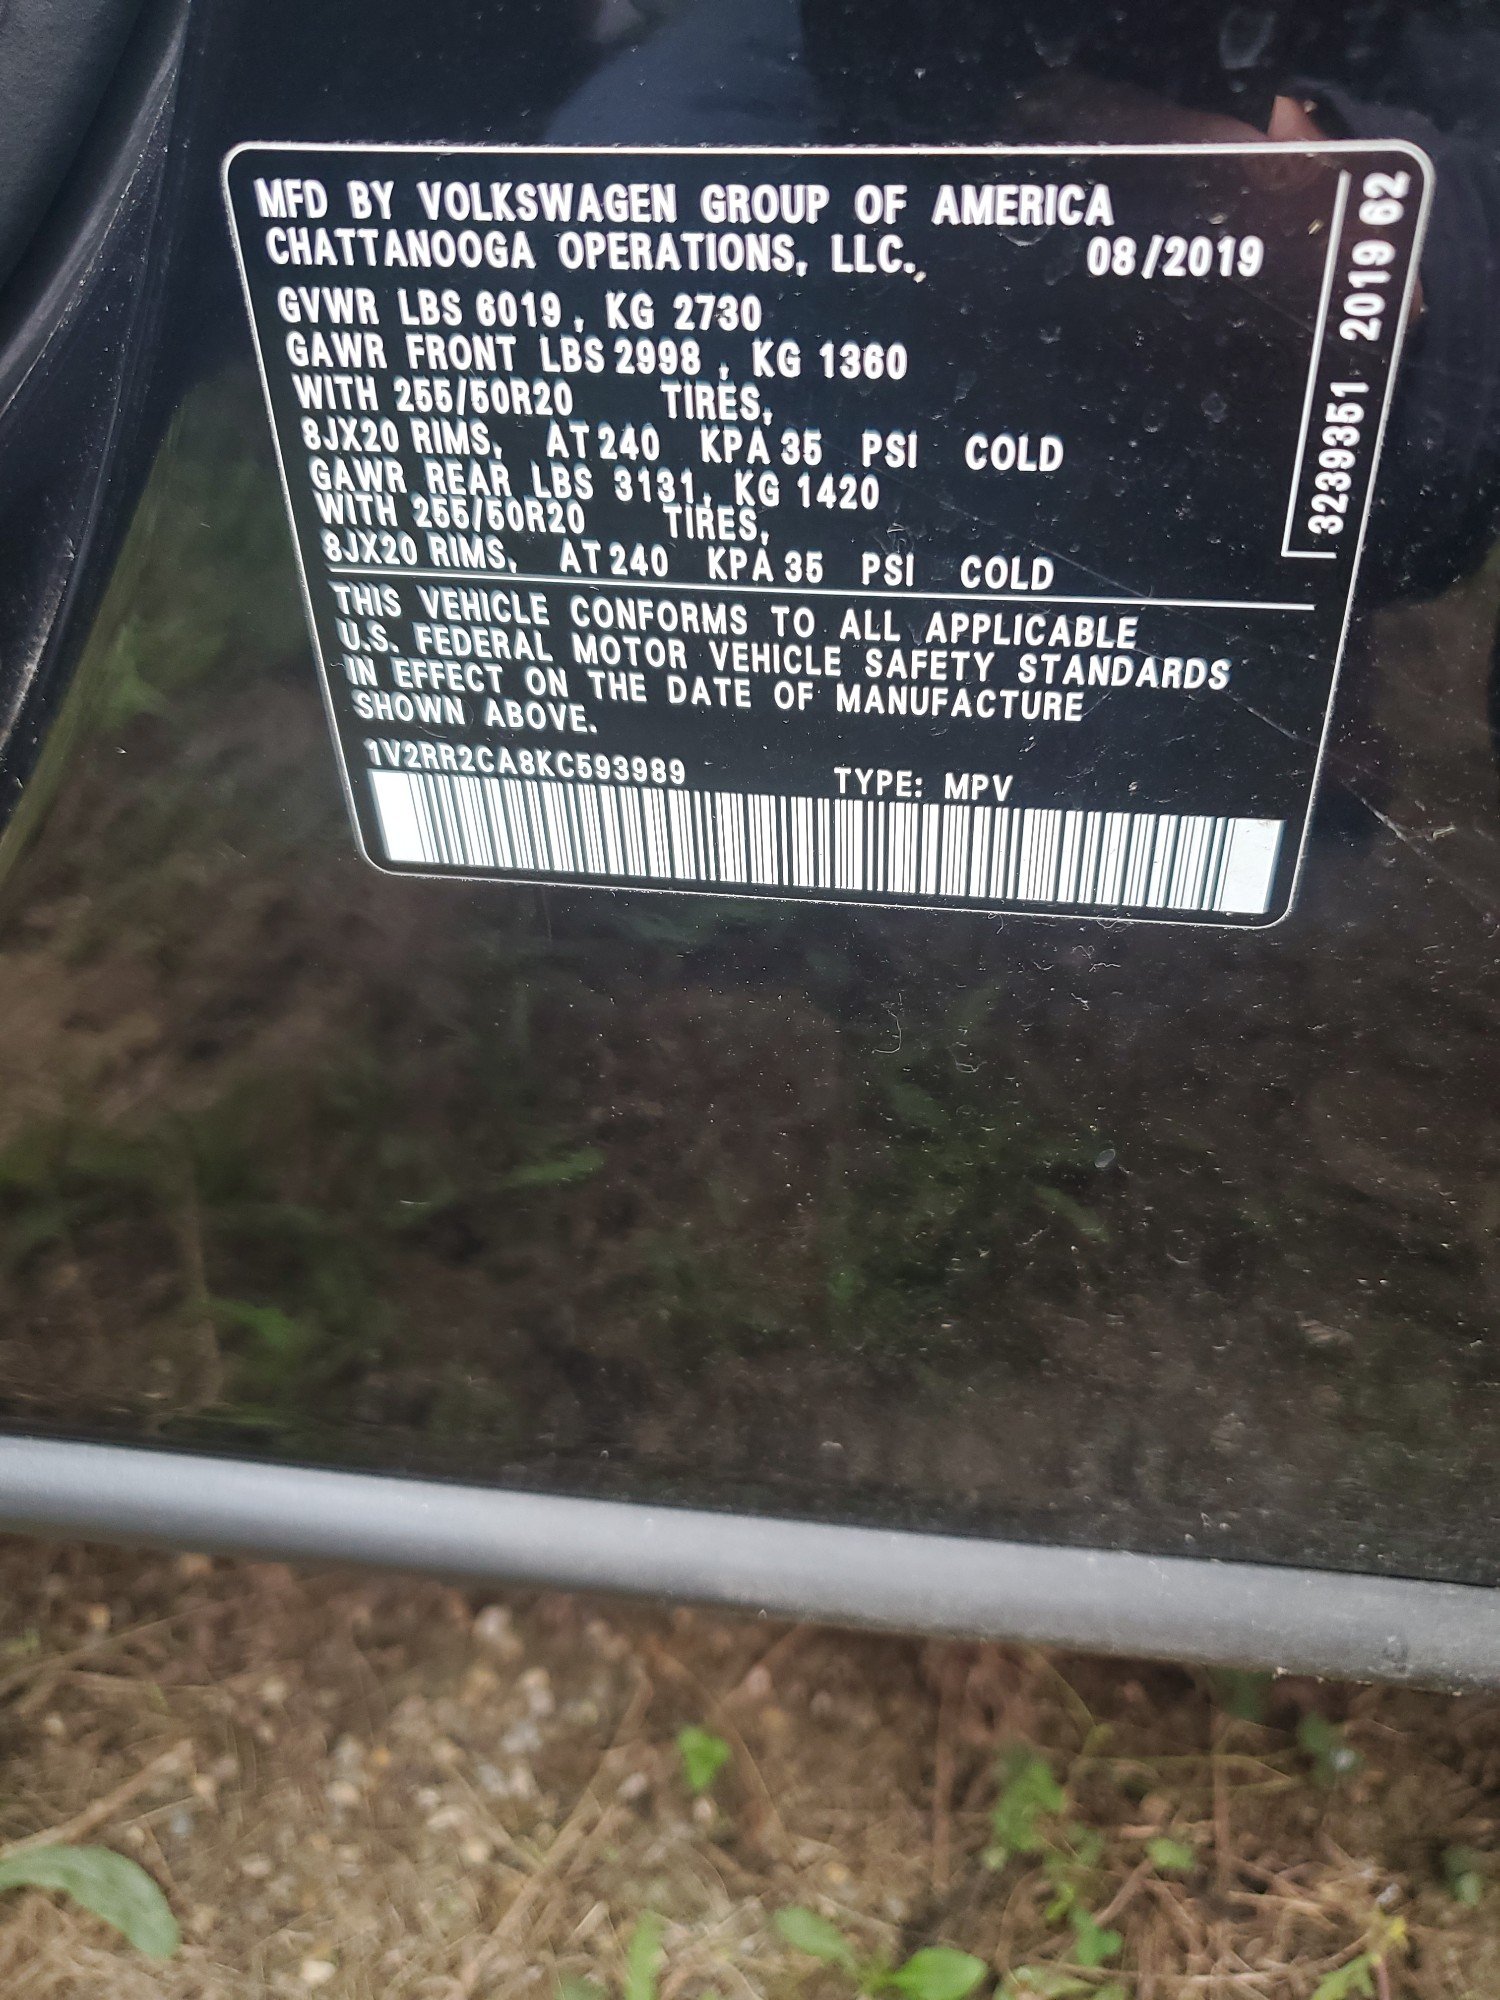 MFD BY VOLKSWAGEN GROUP OF AMERICA
CHATTANOOGA OPERATIONS, LLC., 08/2019
GVWR LBS 6019, KG 2730
GAWR FRONT LBS 2998, KG 1360
WITH 255/50R20 TIRES,
8JX20 RIMS, AT 240 KPA 35 PSI COLD
GAWR REAR LBS 3131, KG 1420
WITH 255/50R20 TIRES,
8JX20 RIMS, AT 240 KPA 35 PSI COLD
THIS VEHICLE CONFORMS TO ALL APPLICABLE
U.S. FEDERAL MOTOR VEHICLE SAFETY STANDARDS
IN EFFECT ON THE DATE OF MANUFACTURE
SHOWN ABOVE.
1V2RR2CA8KC593989 TYPE: MPV
3239351 2019 62